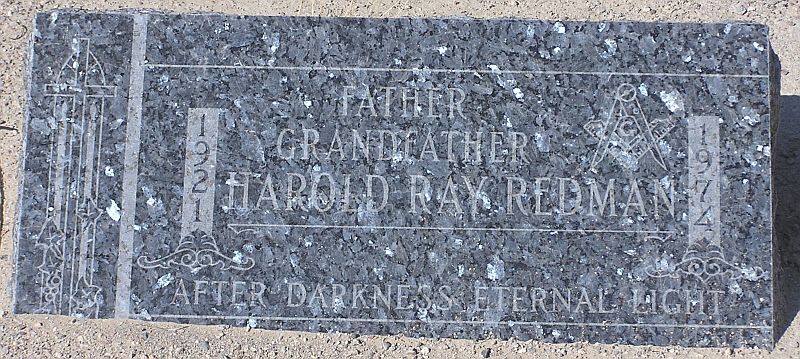 FATHER
GRANDFATHER
1921 HAROLD RAY REDMAN 1974
G
AFTER DARKNESS ETERNAL LIGHT